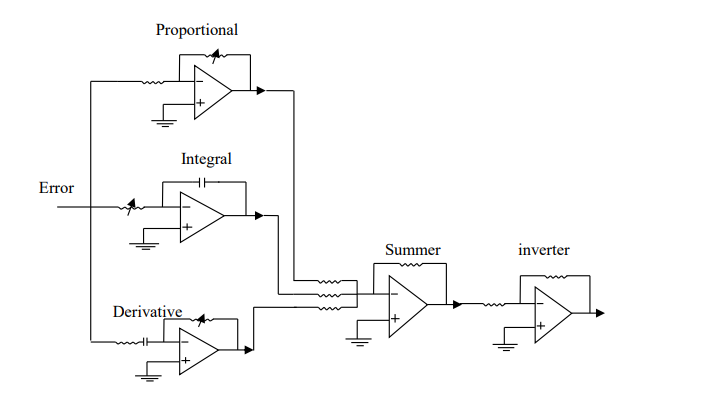 Proportional
Integral
Error
Summer
inverter
Derivative